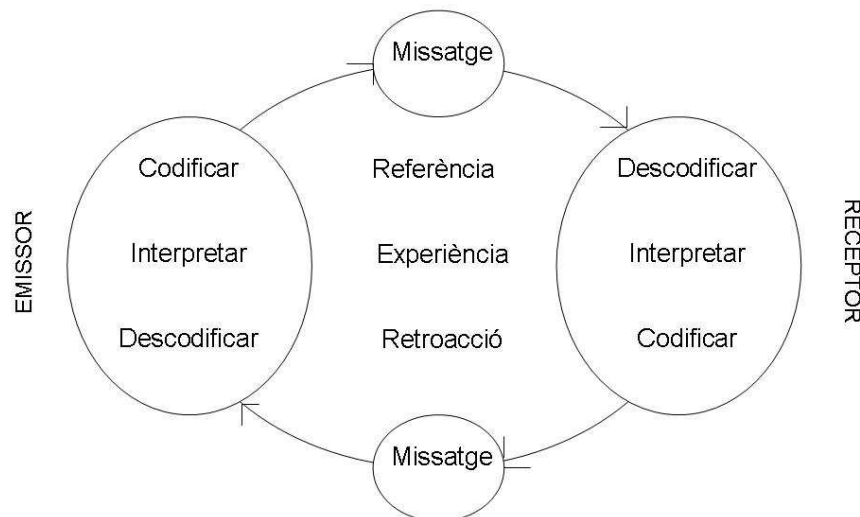 Missatge
Codificar Referència Descodificar
EMISSOR Interpretar Experiència Interpretar RECEPTOR
Descodificar Retroacció Codificar
Missatge